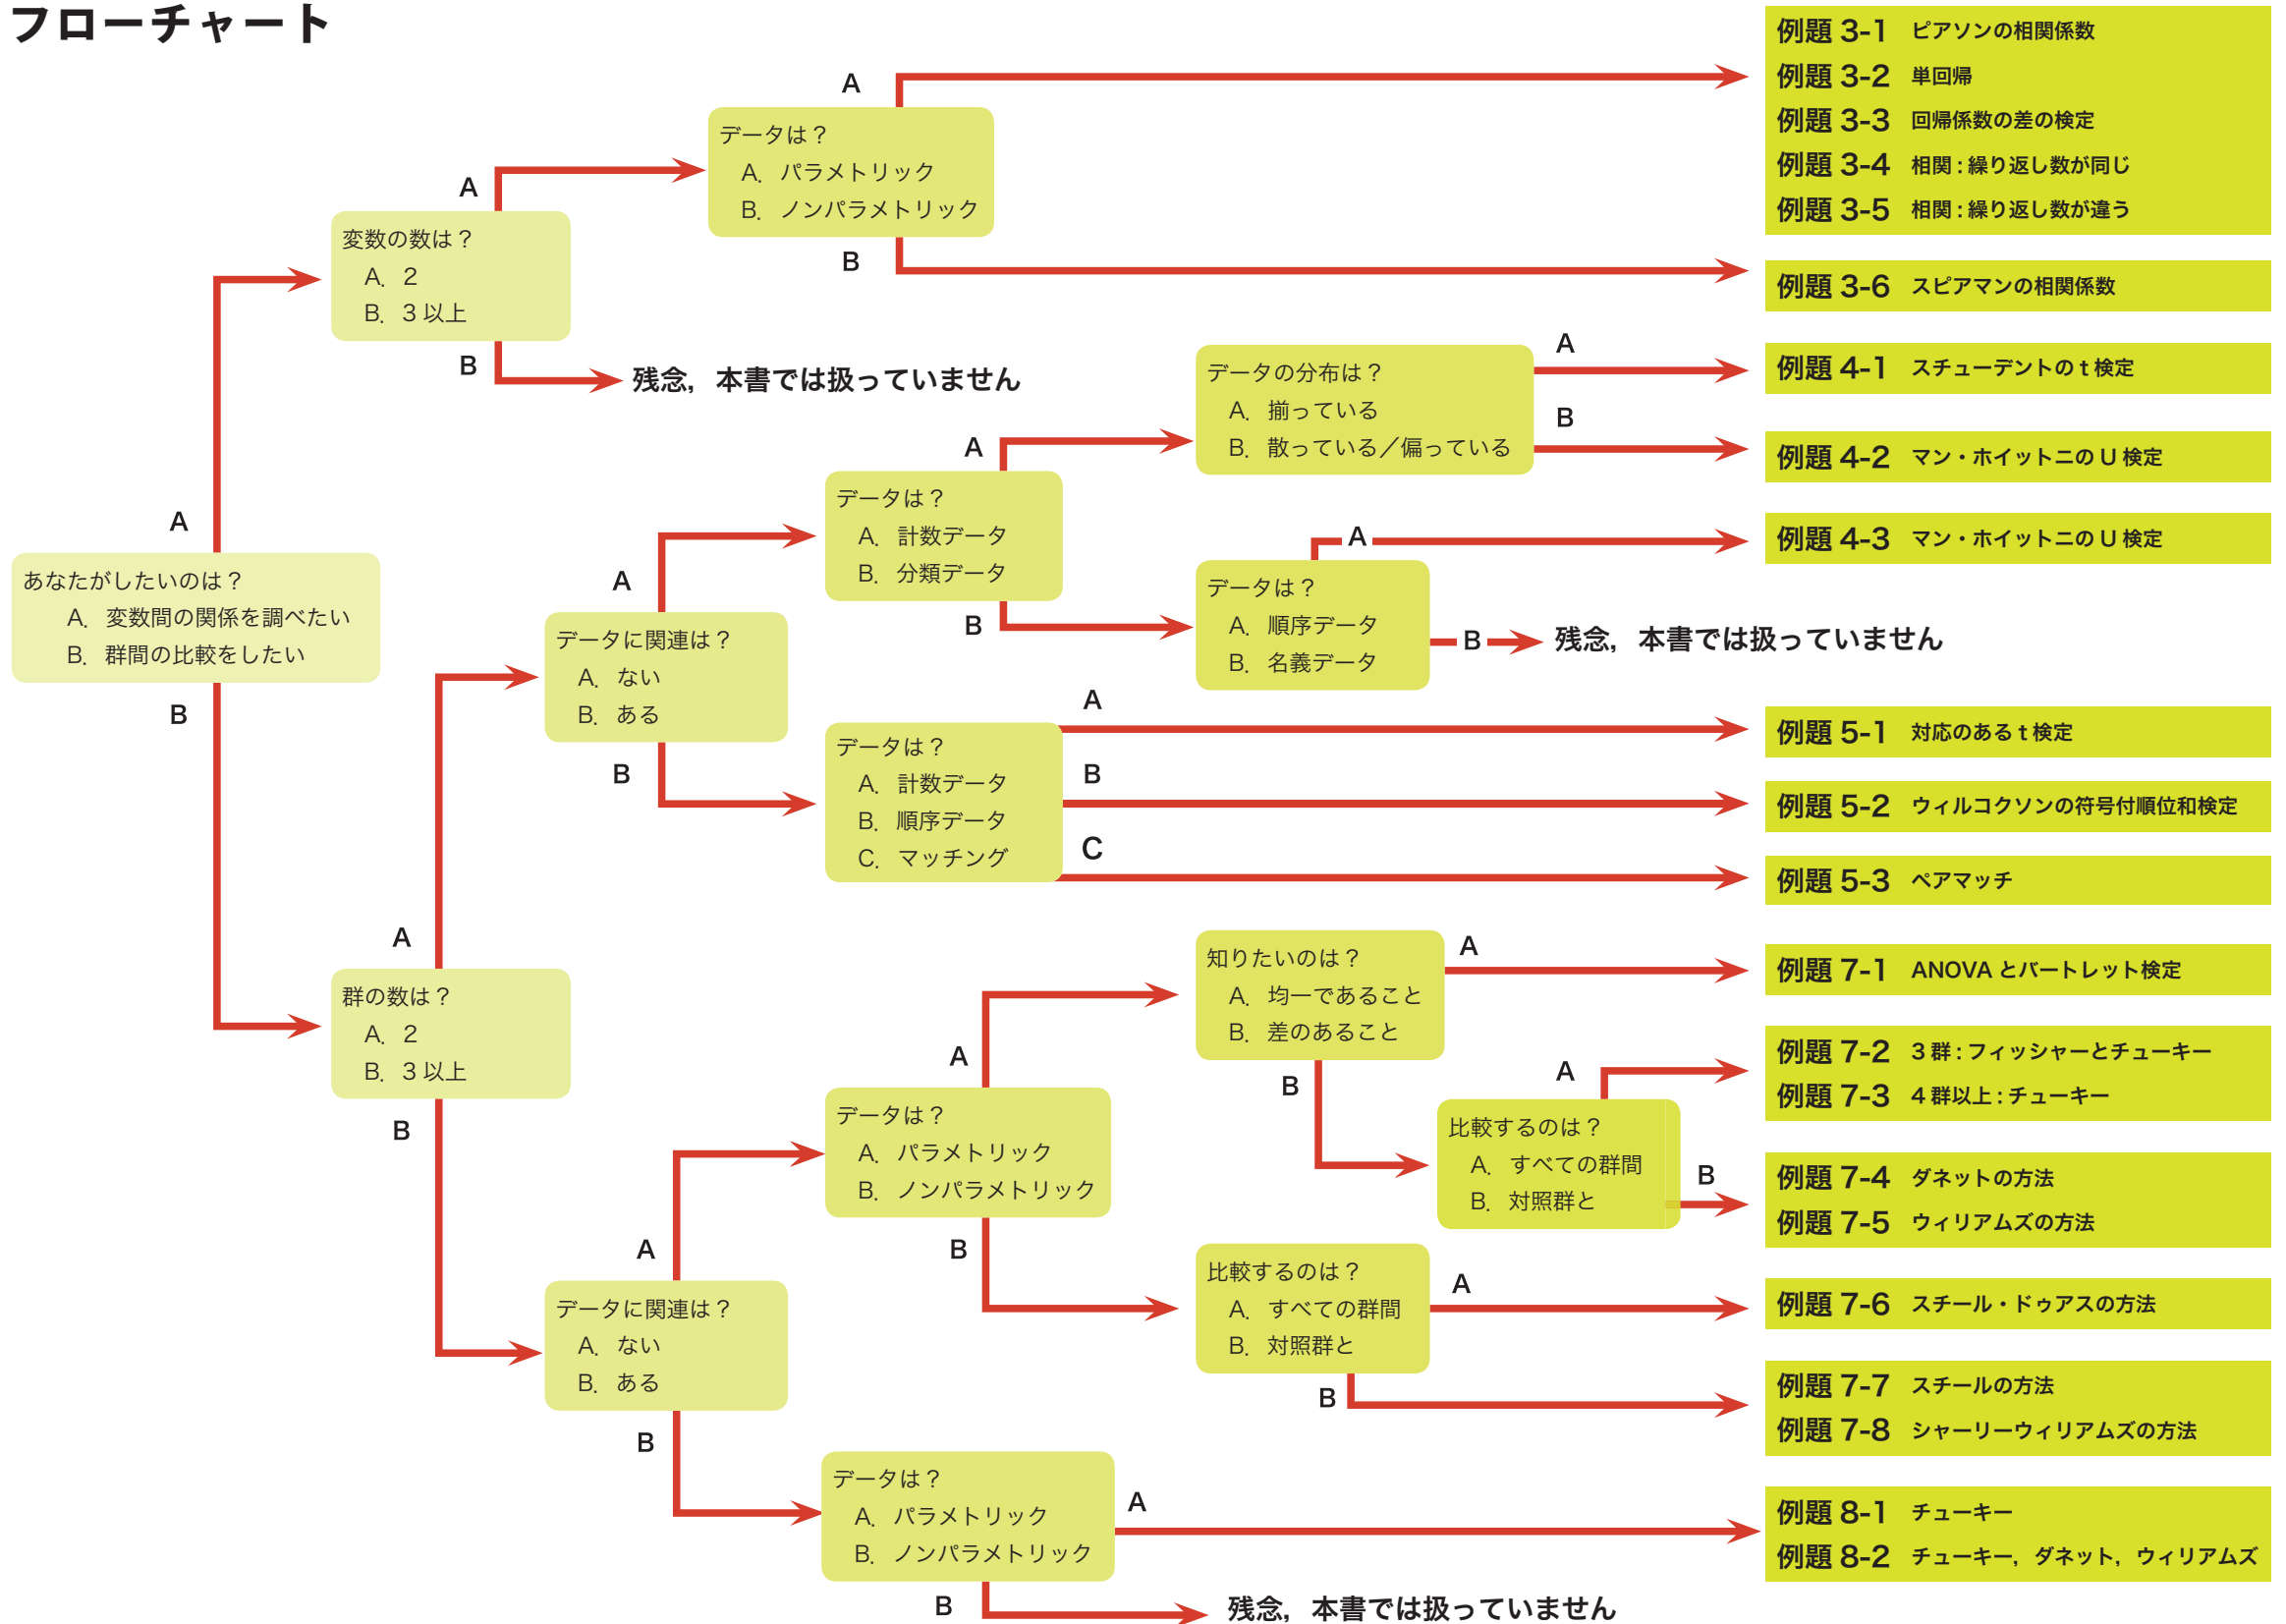 フローチャート
あなたがしたいのは？
A．変数間の関係を調べたい
B．群間の比較をしたい
A
B
変数の数は？
A．2
B．3以上
A
B
データは？
A．パラメトリック
B．ノンパラメトリック
A
B
残念，本書では扱っていません
群の数は？
A．2
B．3以上
A
B
データに関連は？
A．ない
B．ある
A
B
データは？
A．計数データ
B．分類データ
A
B
データの分布は？
A．揃っている
B．散っている／偏っている
A
B
データは？
A．順序データ
B．名義データ
A
B
残念，本書では扱っていません
データは？
A．計数データ
B．順序データ
C．マッチング
A
B
C
データに関連は？
A．ない
B．ある
A
B
データは？
A．パラメトリック
B．ノンパラメトリック
A
B
知りたいのは？
A．均一であること
B．差のあること
A
B
比較するのは？
A．すべての群間
B．対照群と
A
B
比較するのは？
A．すべての群間
B．対照群と
A
B
データは？
A．パラメトリック
B．ノンパラメトリック
A
B
残念，本書では扱っていません
例題 3-1 ピアソンの相関係数
例題 3-2 単回帰
例題 3-3 回帰係数の差の検定
例題 3-4 相関：繰り返し数が同じ
例題 3-5 相関：繰り返し数が違う
例題 3-6 スピアマンの相関係数
例題 4-1 スチューデントの t 検定
例題 4-2 マン・ホイットニの U 検定
例題 4-3 マン・ホイットニの U 検定
例題 5-1 対応のある t 検定
例題 5-2 ウィルコクソンの符号付順位和検定
例題 5-3 ペアマッチ
例題 7-1 ANOVA とバートレット検定
例題 7-2 3 群：フィッシャーとチューキー
例題 7-3 4 群以上：チューキー
例題 7-4 ダネットの方法
例題 7-5 ウィリアムズの方法
例題 7-6 スチール・ドゥアスの方法
例題 7-7 スチールの方法
例題 7-8 シャーリーウィリアムズの方法
例題 8-1 チューキー
例題 8-2 チューキー，ダネット，ウィリアムズ